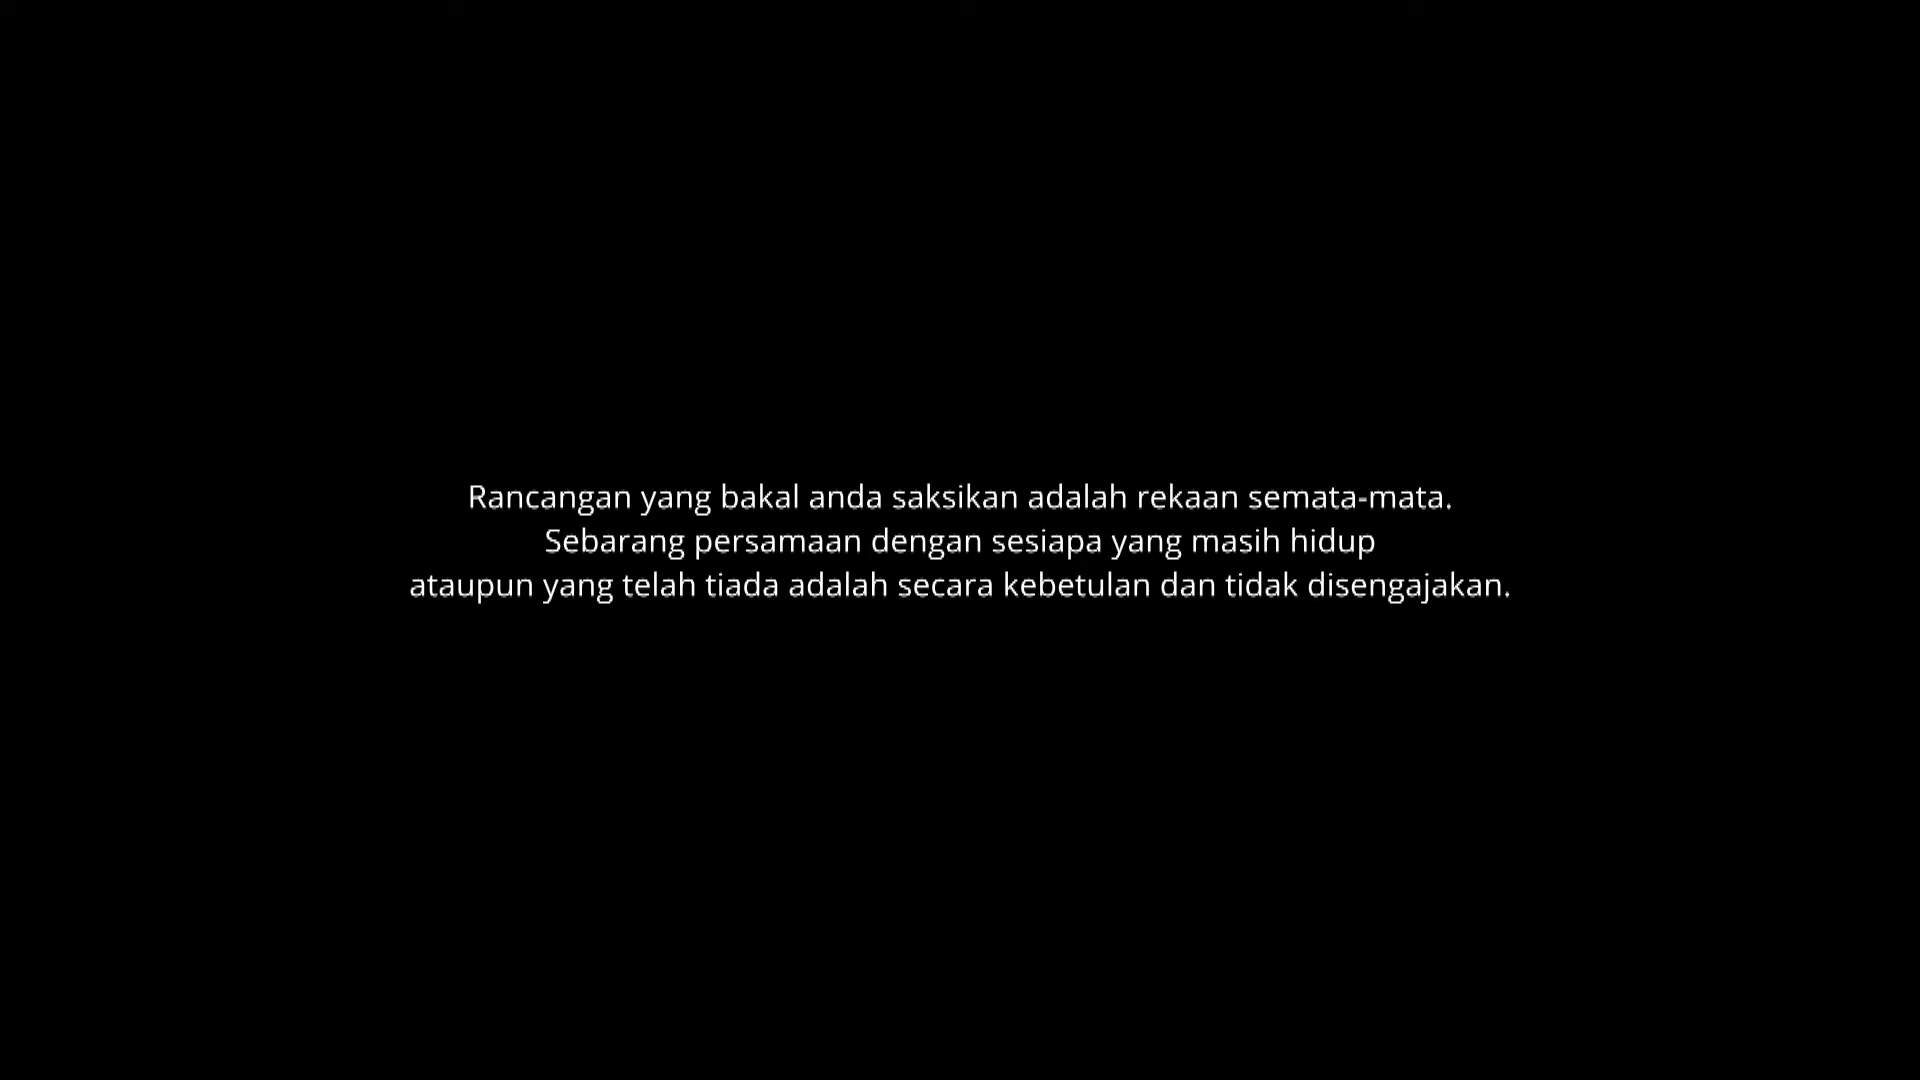 Rancangan yang bakal anda saksikan adalah rekaan semata-mata.
Sebarang persamaan dengan sesiapa yang masih hidup
ataupun yang telah tiada adalah secara kebetulan dan tidak disengajakan.